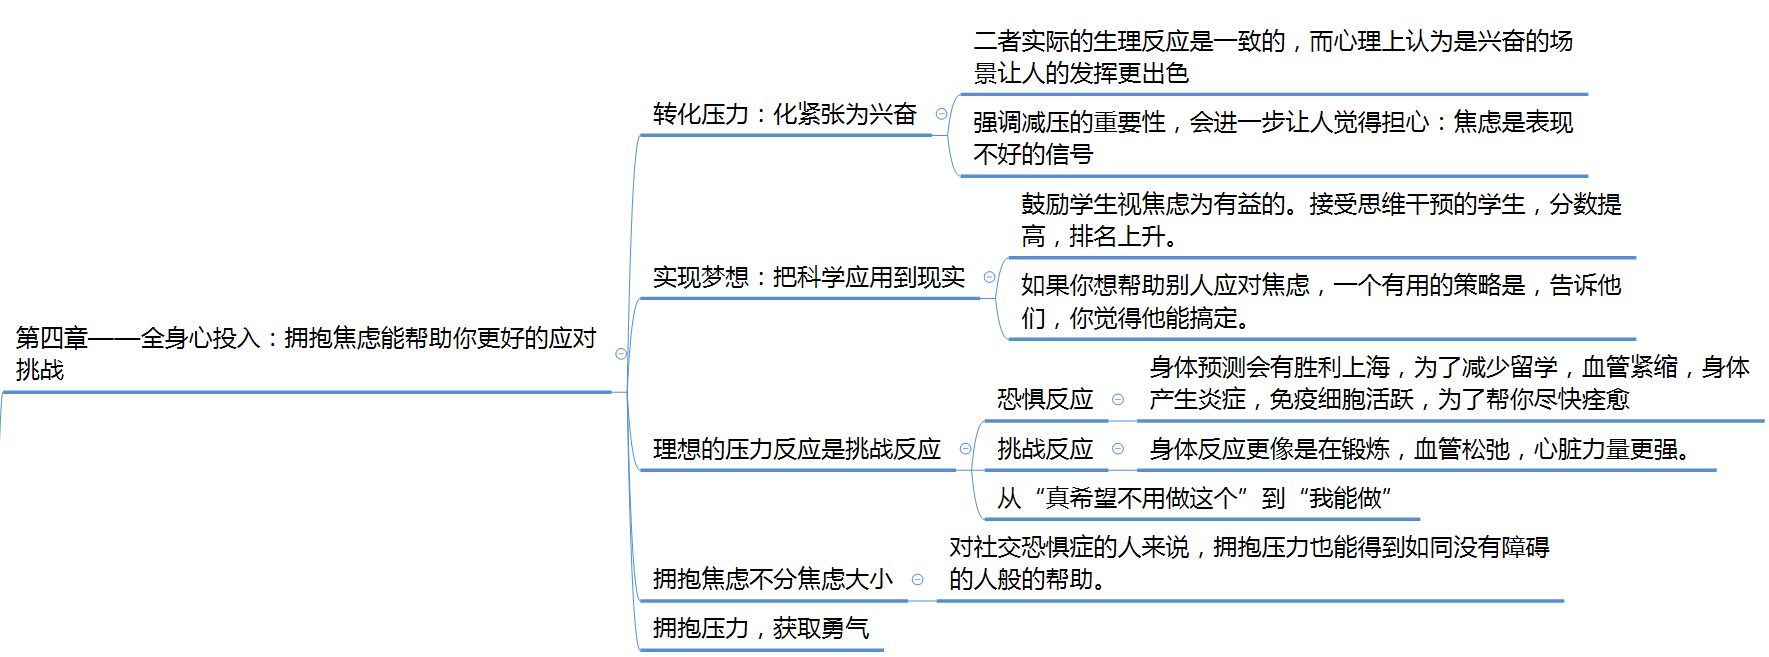 第四章——全身心投入：拥抱焦虑能帮助你更好的应对
挑战
转化压力：化紧张为兴奋
二者实际的生理反应是一致的，而心理上认为是兴奋的场
景让人的发挥更出色
强调减压的重要性，会进一步让人觉得担心：焦虑是表现
不好的信号
实现梦想：把科学应用到现实
鼓励学生视焦虑为有益的。接受思维干预的学生，分数提
高，排名上升。
如果你想帮助别人应对焦虑，一个有用的策略是，告诉他
们，你觉得他能搞定。
理想的压力反应是挑战反应
恐惧反应
身体预测会有胜利上海，为了减少留学，血管紧缩，身体
产生炎症，免疫细胞活跃，为了帮你尽快痊愈
挑战反应
身体反应更像是在锻炼，血管松弛，心脏力量更强。
从“真希望不用做这个”到“我能做”
拥抱焦虑不分焦虑大小
对社交恐惧症的人来说，拥抱压力也能得到如同没有障碍
的人般的帮助。
拥抱压力，获取勇气